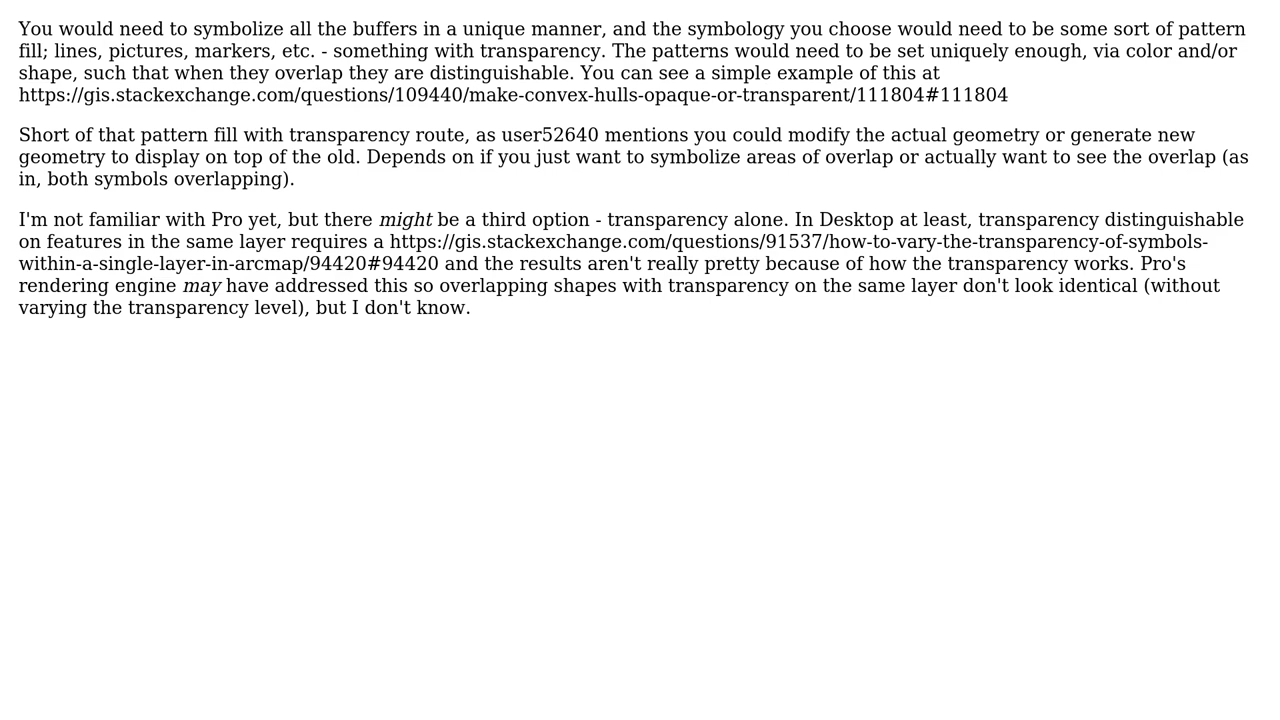 You would need to symbolize all the buffers in a unique manner, and the symbology you choose would need to be some sort of pattern
fill; lines, pictures, markers, etc. - something with transparency. The patterns would need to be set uniquely enough, via color and/or
shape, such that when they overlap they are distinguishable. You can see a simple example of this at
https://gis.stackexchange.com/questions/109440/make-convex-hulls-opaque-or-transparent/111804#111804
Short of that pattern fill with transparency route, as user52640 mentions you could modify the actual geometry or generate new
geometry to display on top of the old. Depends on if you just want to symbolize areas of overlap or actually want to see the overlap (as
in, both symbols overlapping).
I'm not familiar with Pro yet, but there might be a third option - transparency alone. In Desktop at least, transparency distinguishable
on features in the same layer requires a https://gis.stackexchange.com/questions/91537/how-to-vary-the-transparency-of-symbols-
within-a-single-layer-in-arcmap/94420#94420 and the results aren't really pretty because of how the transparency works. Pro's
rendering engine may have addressed this so overlapping shapes with transparency on the same layer don't look identical (without
varying the transparency level), but I don't know.